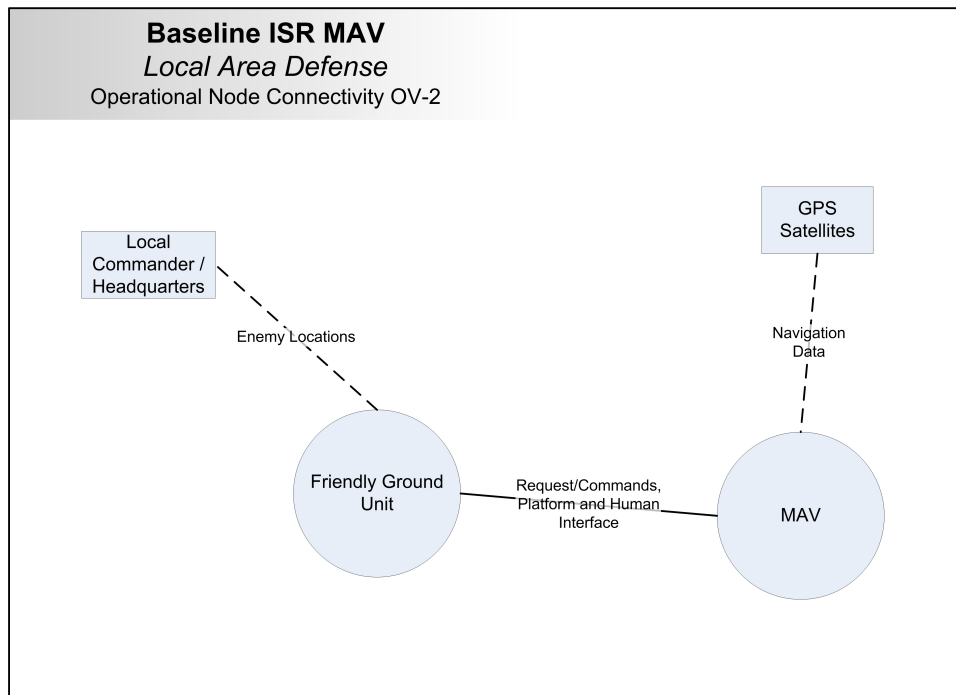 Baseline ISR MAV
Local Area Defense
Operational Node Connectivity OV-2
GPS
Satellites
Local
Commander /
Headquarters
Enemy Locations
Navigation
Data
Friendly Ground
Unit
Request/Commands,
Platform and Human
Interface
MAV